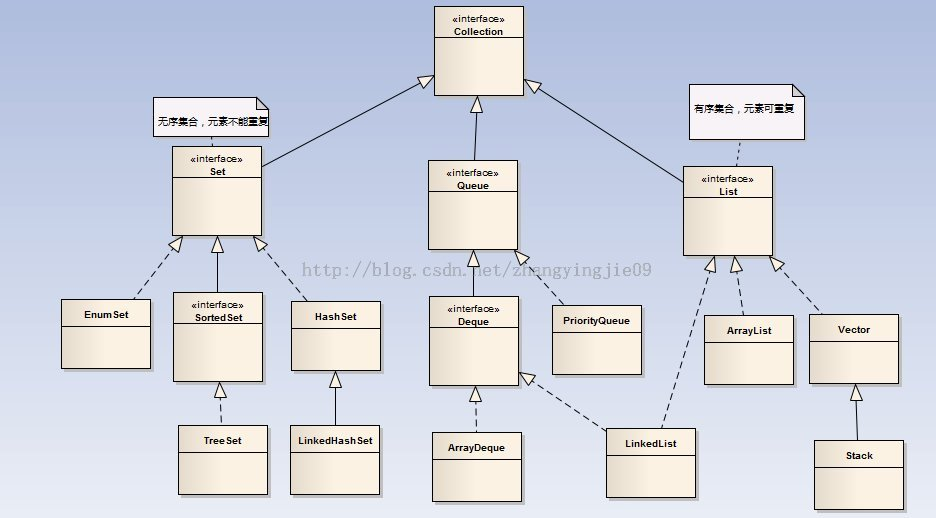 «interface»
Collection
无序集合，元素不能重复
有序集合，元素可重复
«interface»
Set
«interface»
Queue
«interface»
List
http://blog.csdn.net/zhangyingjie09
EnumSet
«interface»
SortedSet
HashSet
«interface»
Deque
PriorityQueue
ArrayList
Vector
TreeSet
LinkedHashSet
ArrayDeque
LinkedList
Stack